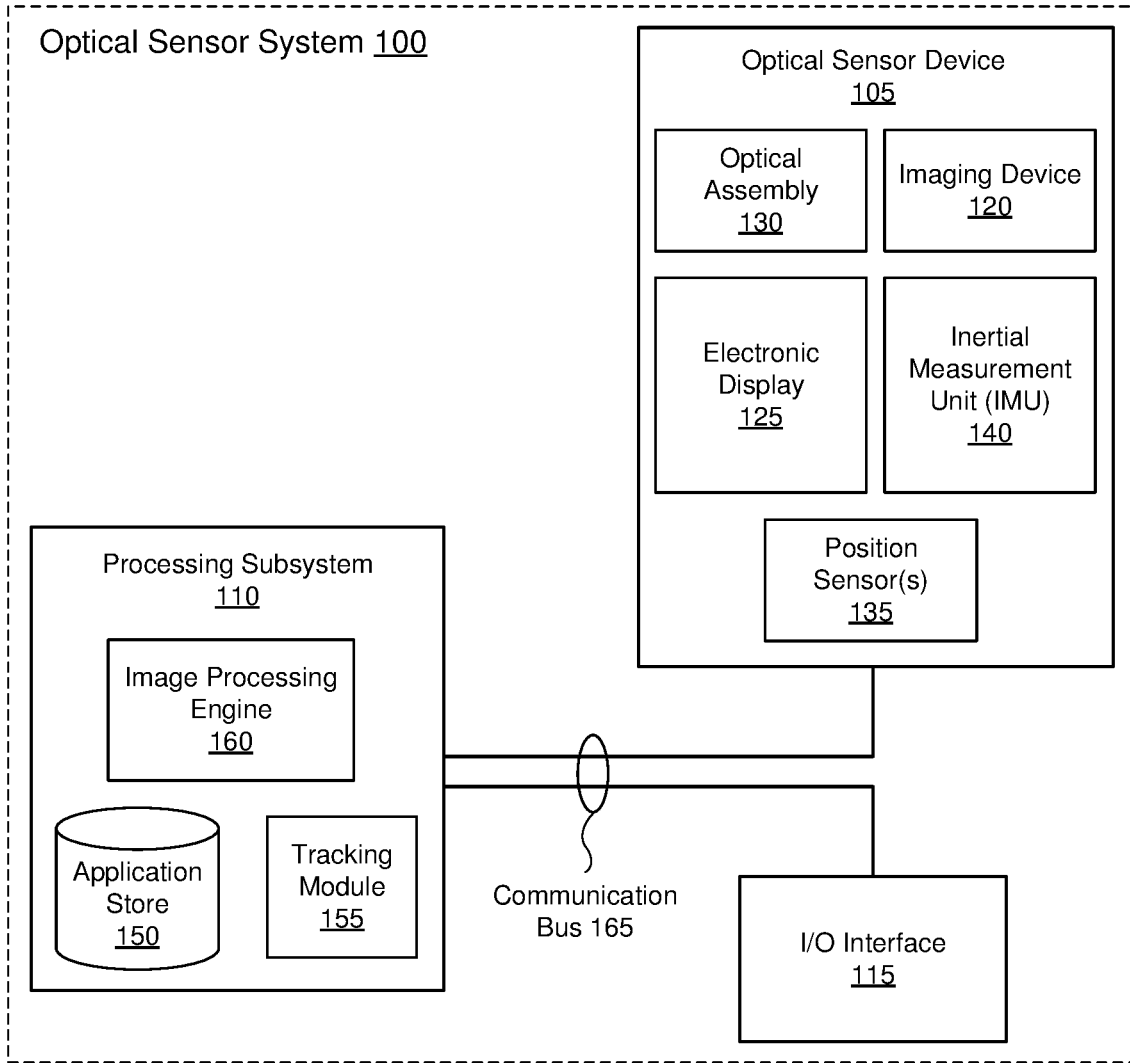 Optical Sensor System 100
Optical Sensor Device
105
Optical
Assembly
130
Imaging Device
120
Electronic
Display
125
Inertial
Measurement
Unit (IMU)
140
Position
Sensor(s)
135
Processing Subsystem
110
Image Processing
Engine
160
Application
Store
150
Tracking
Module
155
Communication
Bus 165
I/O Interface
115